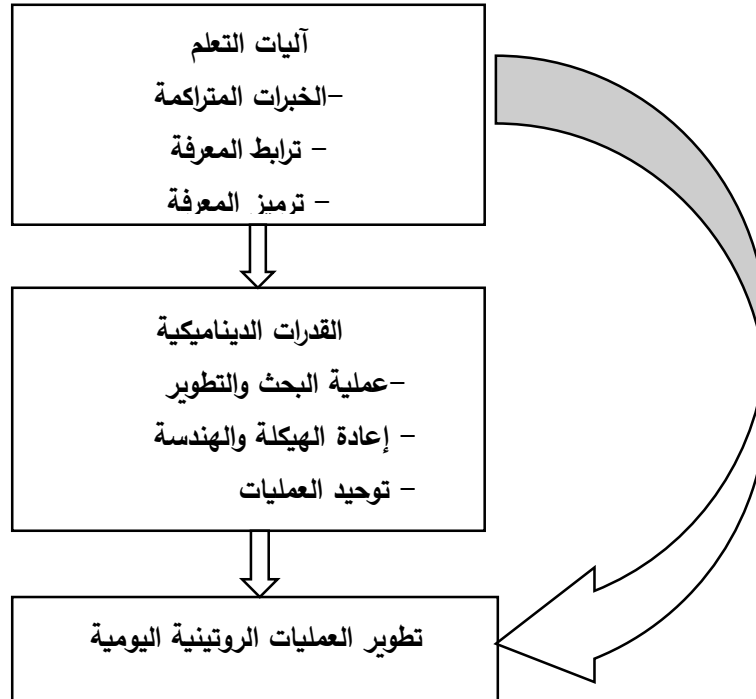 آليات التعلم
-الخبرات المتراكمة
- ترابط المعرفة
- ترميز المعرفة
القدرات الديناميكية
-عملية البحث والتطوير
- إعادة الهيكلة والهندسة
- توحيد العمليات
تطوير العمليات الروتينية اليومية